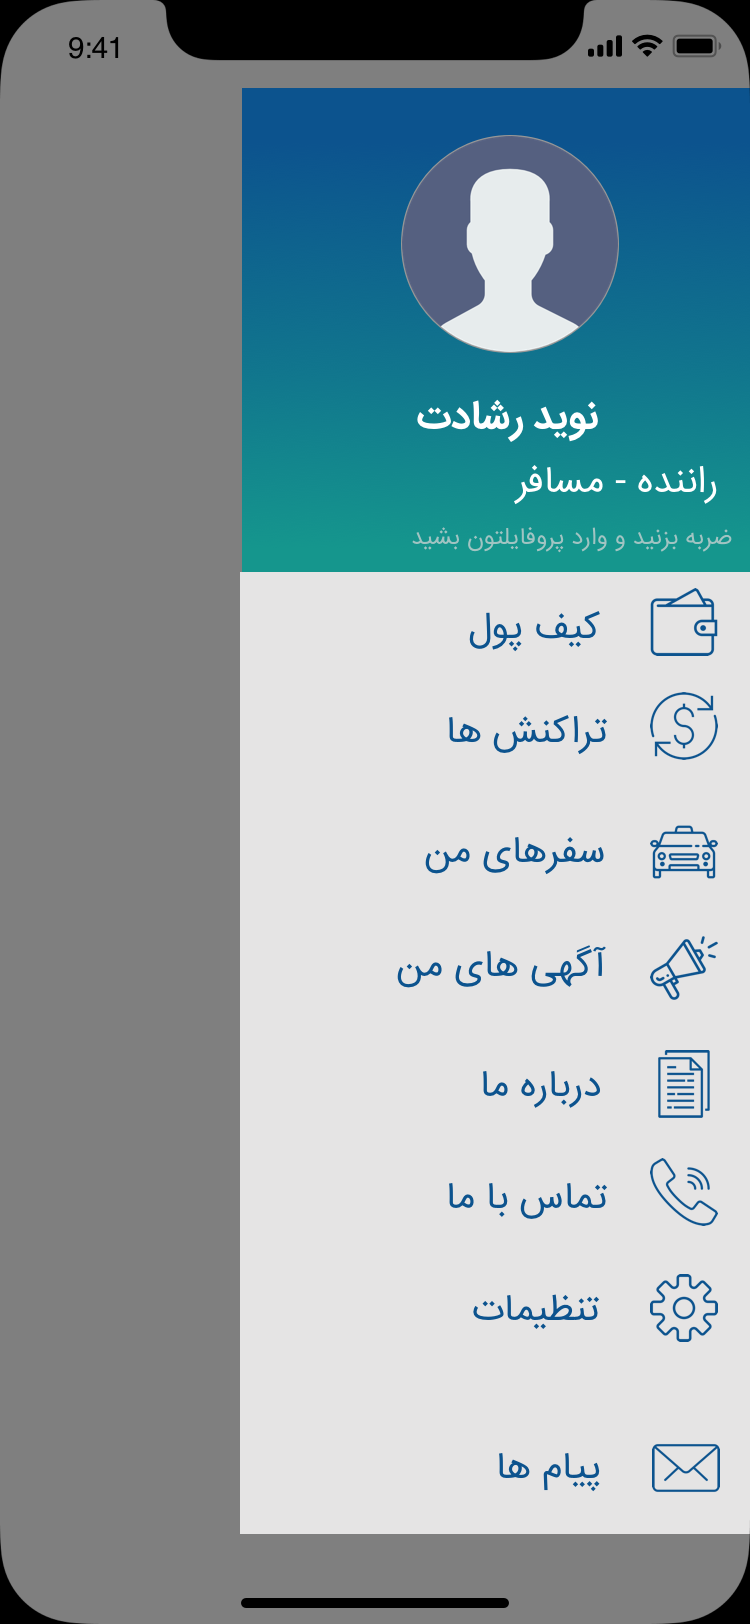 9:41
نوید رشادت
راننده - مسافر
ضربه بزنید و وارد پروفایلتون بشید
کیف پول
تراکنش ها
سفرهای من
آگهی های من
درباره ما
تماس با ما
تنظیمات
پیام ها